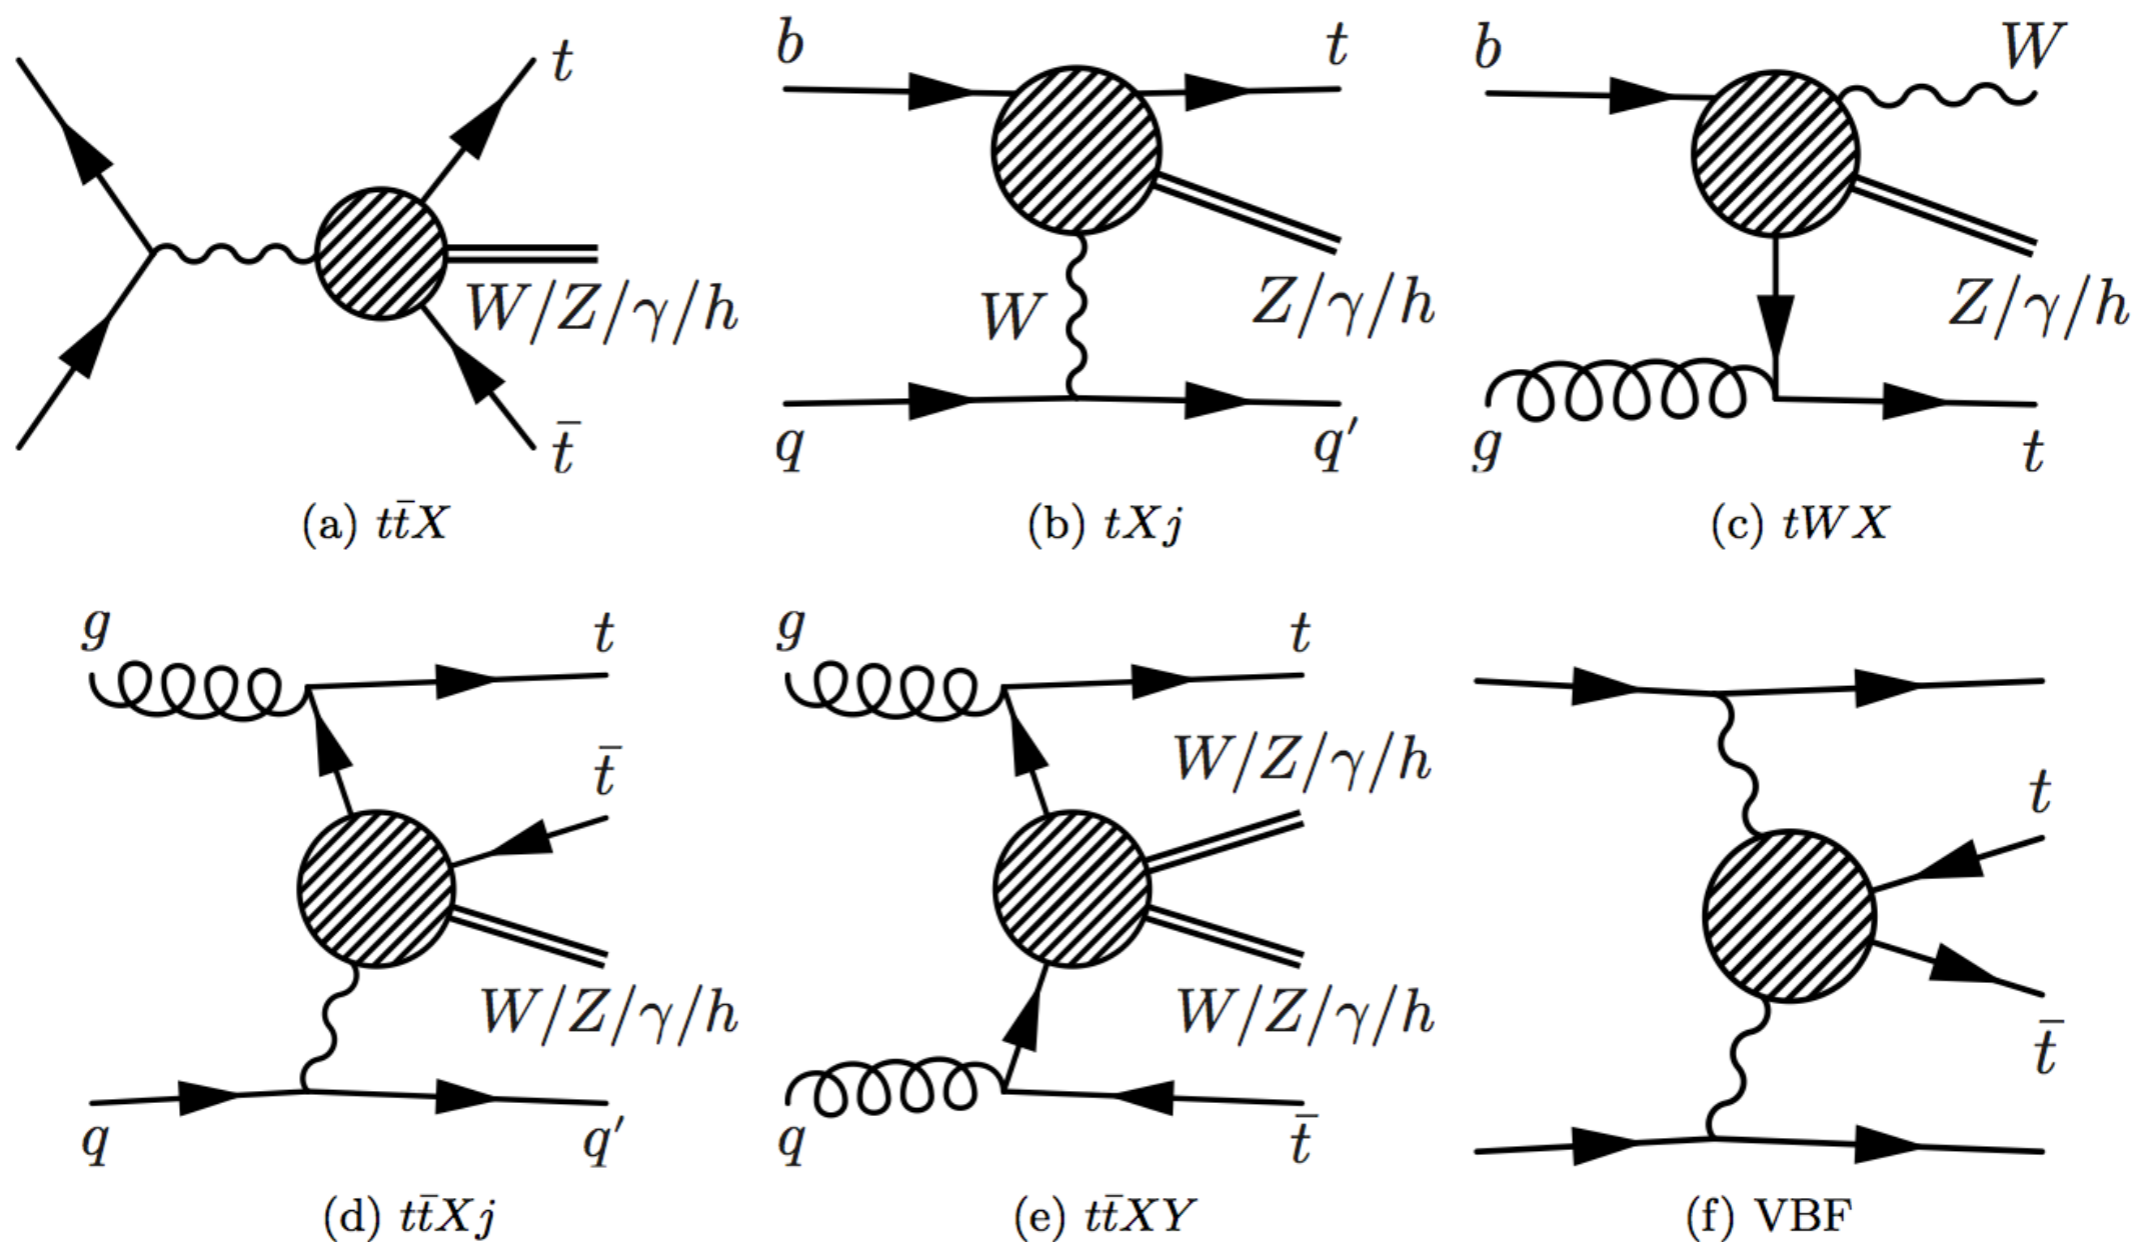 t
W/Z/γ/h
t̄
(a) tt̄X
b
t
W
Z/γ/h
q
q′
(b) tXj
b
W
Z/γ/h
g
t
(c) tWX
g
t
t̄
W/Z/γ/h
q
q′
(d) tt̄Xj
g
t
W/Z/γ/h
W/Z/γ/h
q
t̄
(e) tt̄XY
t
t̄
(f) VBF